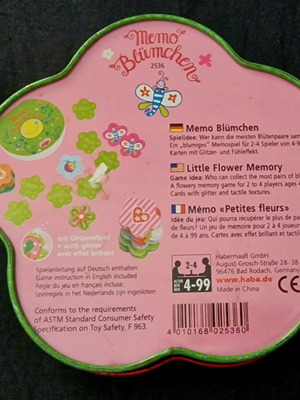 Memo
Blümchen
2536
Memo Blümchen
Spielidee: Wer kann die meisten Blütenpaare sam
Ein „blumiges" Memospiel für 2-4 Spieler von 4-9
Karten mit Glitzer- und Fühleffekt.
Little Flower Memory
Game idea: Who can collect the most pairs of bl
A flowery memory game for 2 to 4 players ages 4
Cards with glitter and tactile textures.
Mémo «Petites fleurs»
Idée du jeu: Qui pourra récupérer le plus de pai
de fleurs? Un jeu de mémoire pour 2 à 4 joueur
de 4 à 99 ans. Cartes avec effet brillant et tactile
mit Glitzereffekt
+ with glitter
avec effet brillant
Spielanleitung auf Deutsch enthalten.
Game instruction in English included.
Règle du jeu en français incluse
Spielregels in het Nederlands zijn ingesloten.
Habermaaß GmbH
August-Grosch-Straße 28 - 38
96476 Bad Rodach, Germany
www.haba.de
Made in China
2-4
4-99
Conforms to the requirements
of ASTM Standard Consumer Safety
Specification on Toy Safety, F 963.
4 010168 025360